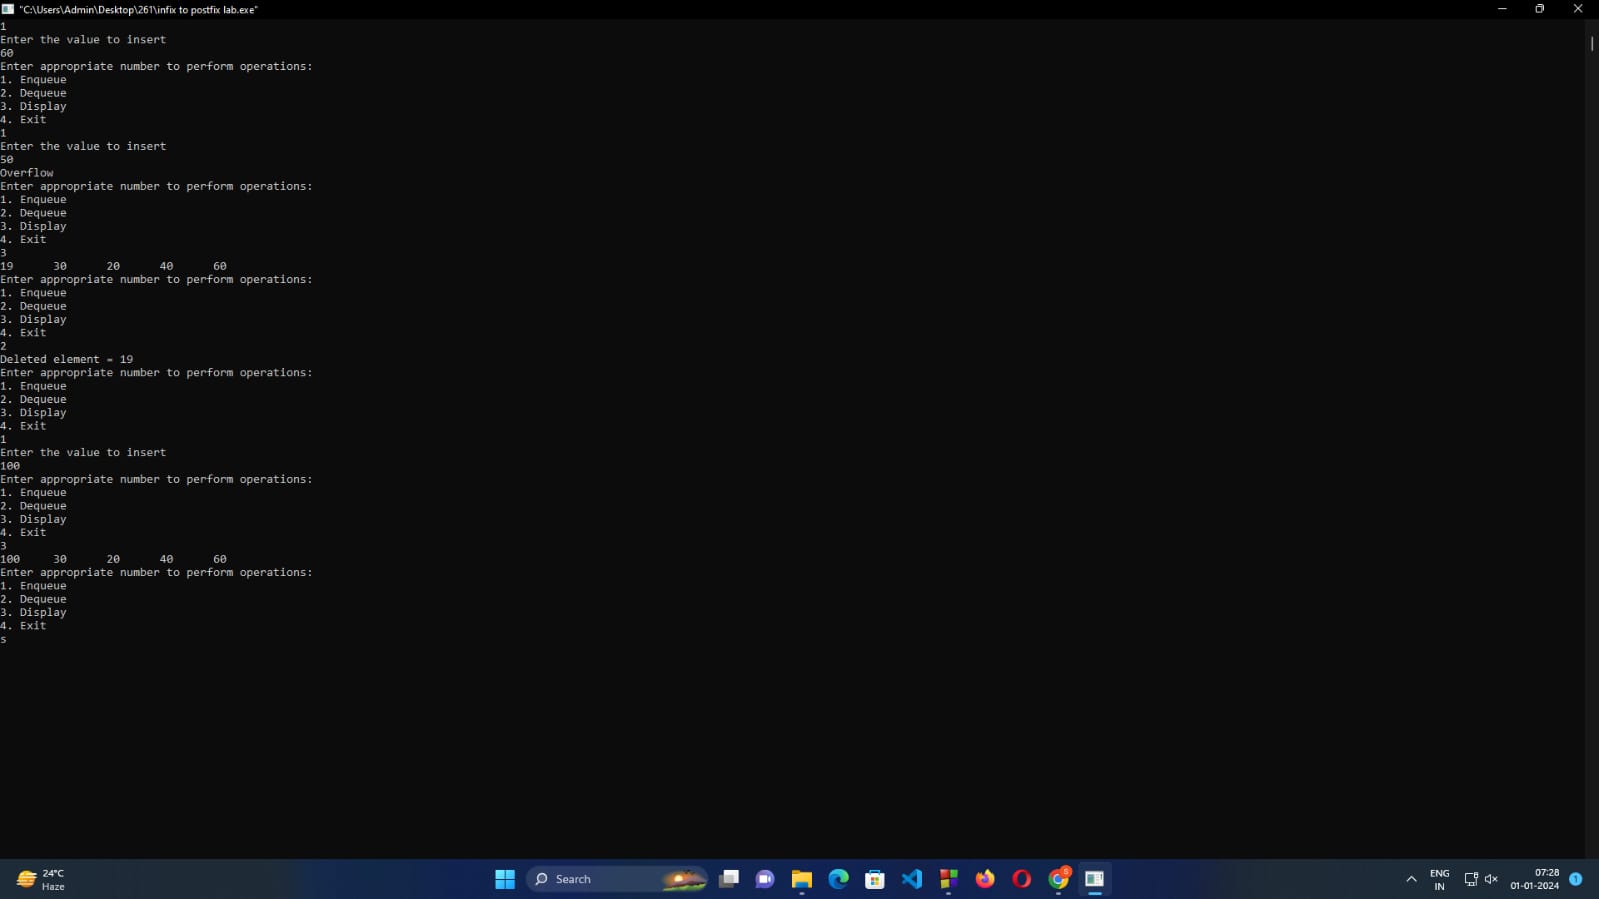 "C:\Users\Admin\Desktop\261\infix to postfix lab.exe"
1
Enter the value to insert
60
Enter appropriate number to perform operations:
1. Enqueue
2. Dequeue
3. Display
4. Exit
1
Enter the value to insert
50
Overflow
Enter appropriate number to perform operations:
1. Enqueue
2. Dequeue
3. Display
4. Exit
3
19 30 20 40 60
Enter appropriate number to perform operations:
1. Enqueue
2. Dequeue
3. Display
4. Exit
2
Deleted element = 19
Enter appropriate number to perform operations:
1. Enqueue
2. Dequeue
3. Display
4. Exit
1
Enter the value to insert
100
Enter appropriate number to perform operations:
1. Enqueue
2. Dequeue
3. Display
4. Exit
3
100 30 20 40 60
Enter appropriate number to perform operations:
1. Enqueue
2. Dequeue
3. Display
4. Exit
s
24°C
Haze
Search
S
ENG
IN
07:28
01-01-2024
1